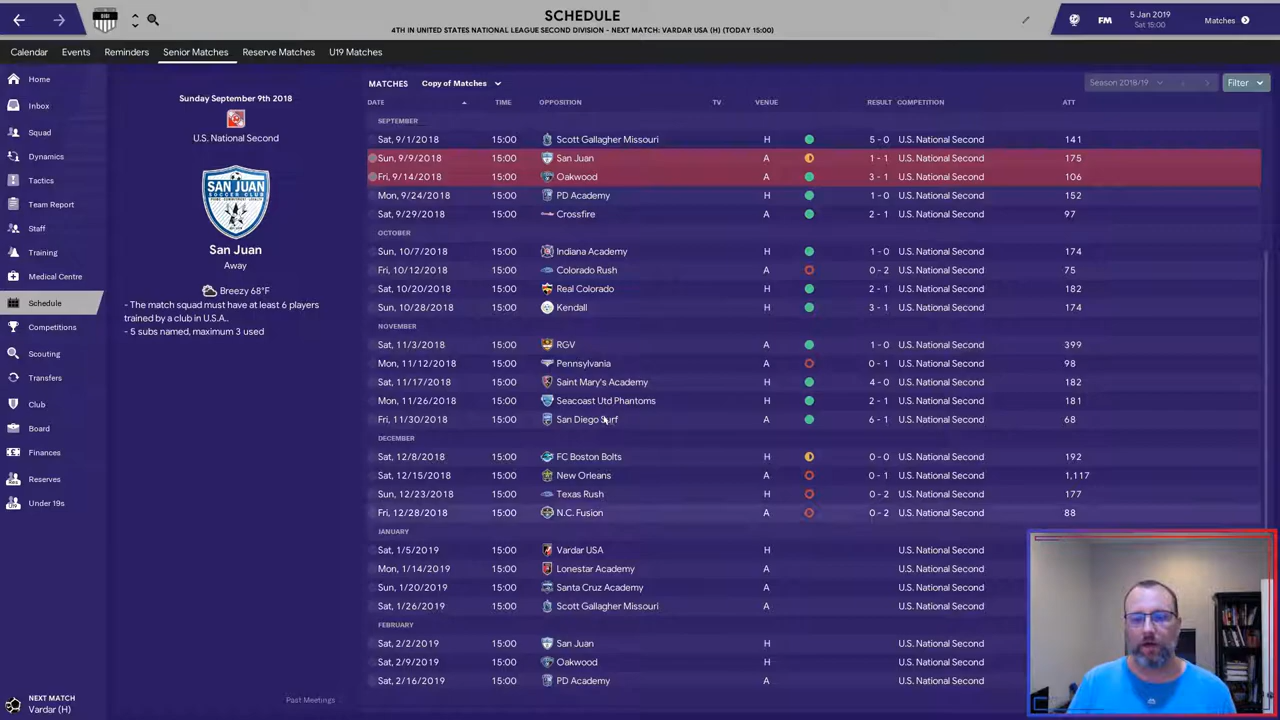 SCHEDULE
4TH IN UNITED STATES NATIONAL LEAGUE SECOND DIVISION - NEXT MATCH: VARDAR USA (H) (TODAY 15:00)
FM
5 Jan 2019
Sat 15:00
Matches
Calendar
Events
Reminders
Senior Matches
Reserve Matches
U19 Matches
Home
Inbox
Squad
Dynamics
Tactics
Team Report
Staff
Training
Medical Centre
Schedule
Competitions
Scouting
Transfers
Club
Board
Finances
Reserves
Under 19s
NEXT MATCH
Vardar (H)
Sunday September 9th 2018
U.S. National Second
SAN JUAN
SOCCER CLUB
San Juan
Away
Breezy 68°F
- The match squad must have at least 6 players
trained by a club in U.S.A..
- 5 subs named, maximum 3 used
Past Meetings
MATCHES Copy of Matches
Season 2018/19
Filter
DATE TIME OPPOSITION TV VENUE RESULT COMPETITION ATT
SEPTEMBER
Sat, 9/1/2018 15:00 Scott Gallagher Missouri H 5 - 0 U.S. National Second 141
Sun, 9/9/2018 15:00 San Juan A 1 - 1 U.S. National Second 175
Fri, 9/14/2018 15:00 Oakwood A 3 - 1 U.S. National Second 106
Mon, 9/24/2018 15:00 PD Academy H 1 - 0 U.S. National Second 152
Sat, 9/29/2018 15:00 Crossfire A 2 - 1 U.S. National Second 97
OCTOBER
Sun, 10/7/2018 15:00 Indiana Academy H 1 - 0 U.S. National Second 174
Fri, 10/12/2018 15:00 Colorado Rush A 0 - 2 U.S. National Second 75
Sat, 10/20/2018 15:00 Real Colorado H 2 - 1 U.S. National Second 182
Sun, 10/28/2018 15:00 Kendall H 3 - 1 U.S. National Second 174
NOVEMBER
Sat, 11/3/2018 15:00 RGV A 1 - 0 U.S. National Second 399
Mon, 11/12/2018 15:00 Pennsylvania A 0 - 1 U.S. National Second 98
Sat, 11/17/2018 15:00 Saint Mary's Academy H 4 - 0 U.S. National Second 182
Mon, 11/26/2018 15:00 Seacoast Utd Phantoms H 2 - 1 U.S. National Second 181
Fri, 11/30/2018 15:00 San Diego Surf A 6 - 1 U.S. National Second 68
DECEMBER
Sat, 12/8/2018 15:00 FC Boston Bolts H 0 - 0 U.S. National Second 192
Sat, 12/15/2018 15:00 New Orleans A 0 - 1 U.S. National Second 1,117
Sun, 12/23/2018 15:00 Texas Rush H 0 - 2 U.S. National Second 177
Fri, 12/28/2018 15:00 N.C. Fusion A 0 - 2 U.S. National Second 88
JANUARY
Sat, 1/5/2019 15:00 Vardar USA H U.S. National Second
Mon, 1/14/2019 15:00 Lonestar Academy A U.S. National Second
Sun, 1/20/2019 15:00 Santa Cruz Academy A U.S. National Second
Sat, 1/26/2019 15:00 Scott Gallagher Missouri A U.S. National Second
FEBRUARY
Sat, 2/2/2019 15:00 San Juan H U.S. National Second
Sat, 2/9/2019 15:00 Oakwood H U.S. National Second
Sat, 2/16/2019 15:00 PD Academy A U.S. National Second